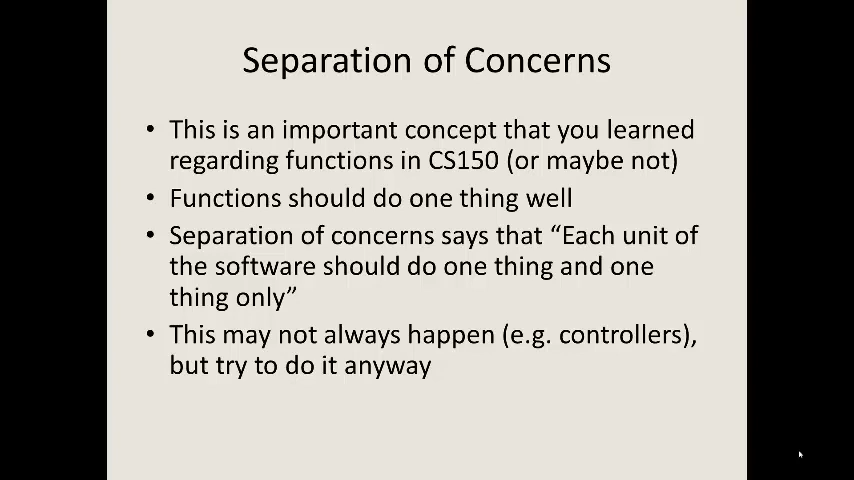 Separation of Concerns
• This is an important concept that you learned
regarding functions in CS150 (or maybe not)
• Functions should do one thing well
• Separation of concerns says that “Each unit of
the software should do one thing and one
thing only”
• This may not always happen (e.g. controllers),
but try to do it anyway